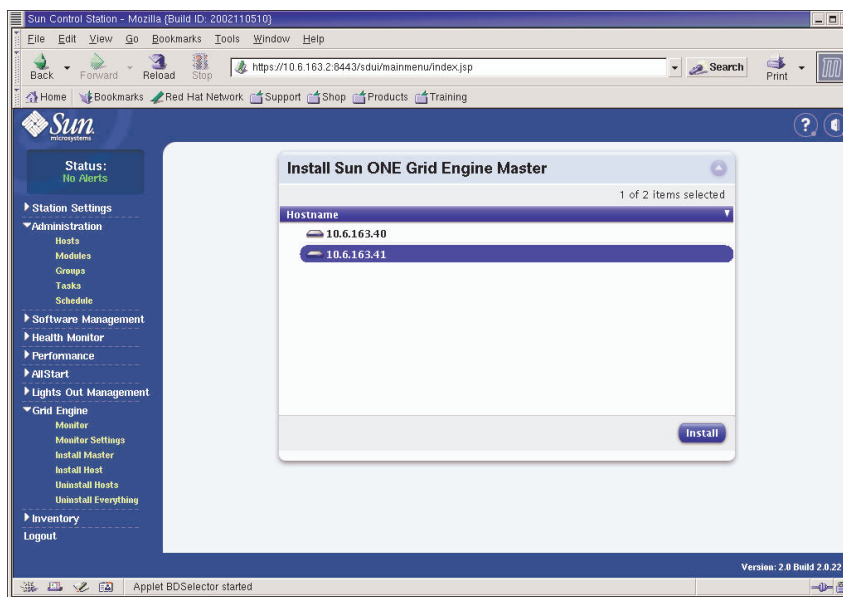 Sun Control Station - Mozilla {Build ID: 2002110510}
File Edit View Go Bookmarks Tools Window Help
Back Forward Reload Stop https://10.6.163.2:8443/sdui/mainmenu/index.jsp Search Print
Home Bookmarks Red Hat Network Support Shop Products Training
Sun
microsystems
Status:
No Alerts
Station Settings
Administration
Hosts
Modules
Groups
Tasks
Schedule
Software Management
Health Monitor
Performance
AllStart
Lights Out Management
Grid Engine
Monitor
Monitor Settings
Install Master
Install Host
Uninstall Hosts
Uninstall Everything
Inventory
Logout
Install Sun ONE Grid Engine Master
1 of 2 items selected
Hostname
10.6.163.40
10.6.163.41
Install
Version: 2.0 Build 2.0.22
Applet BDSelector started